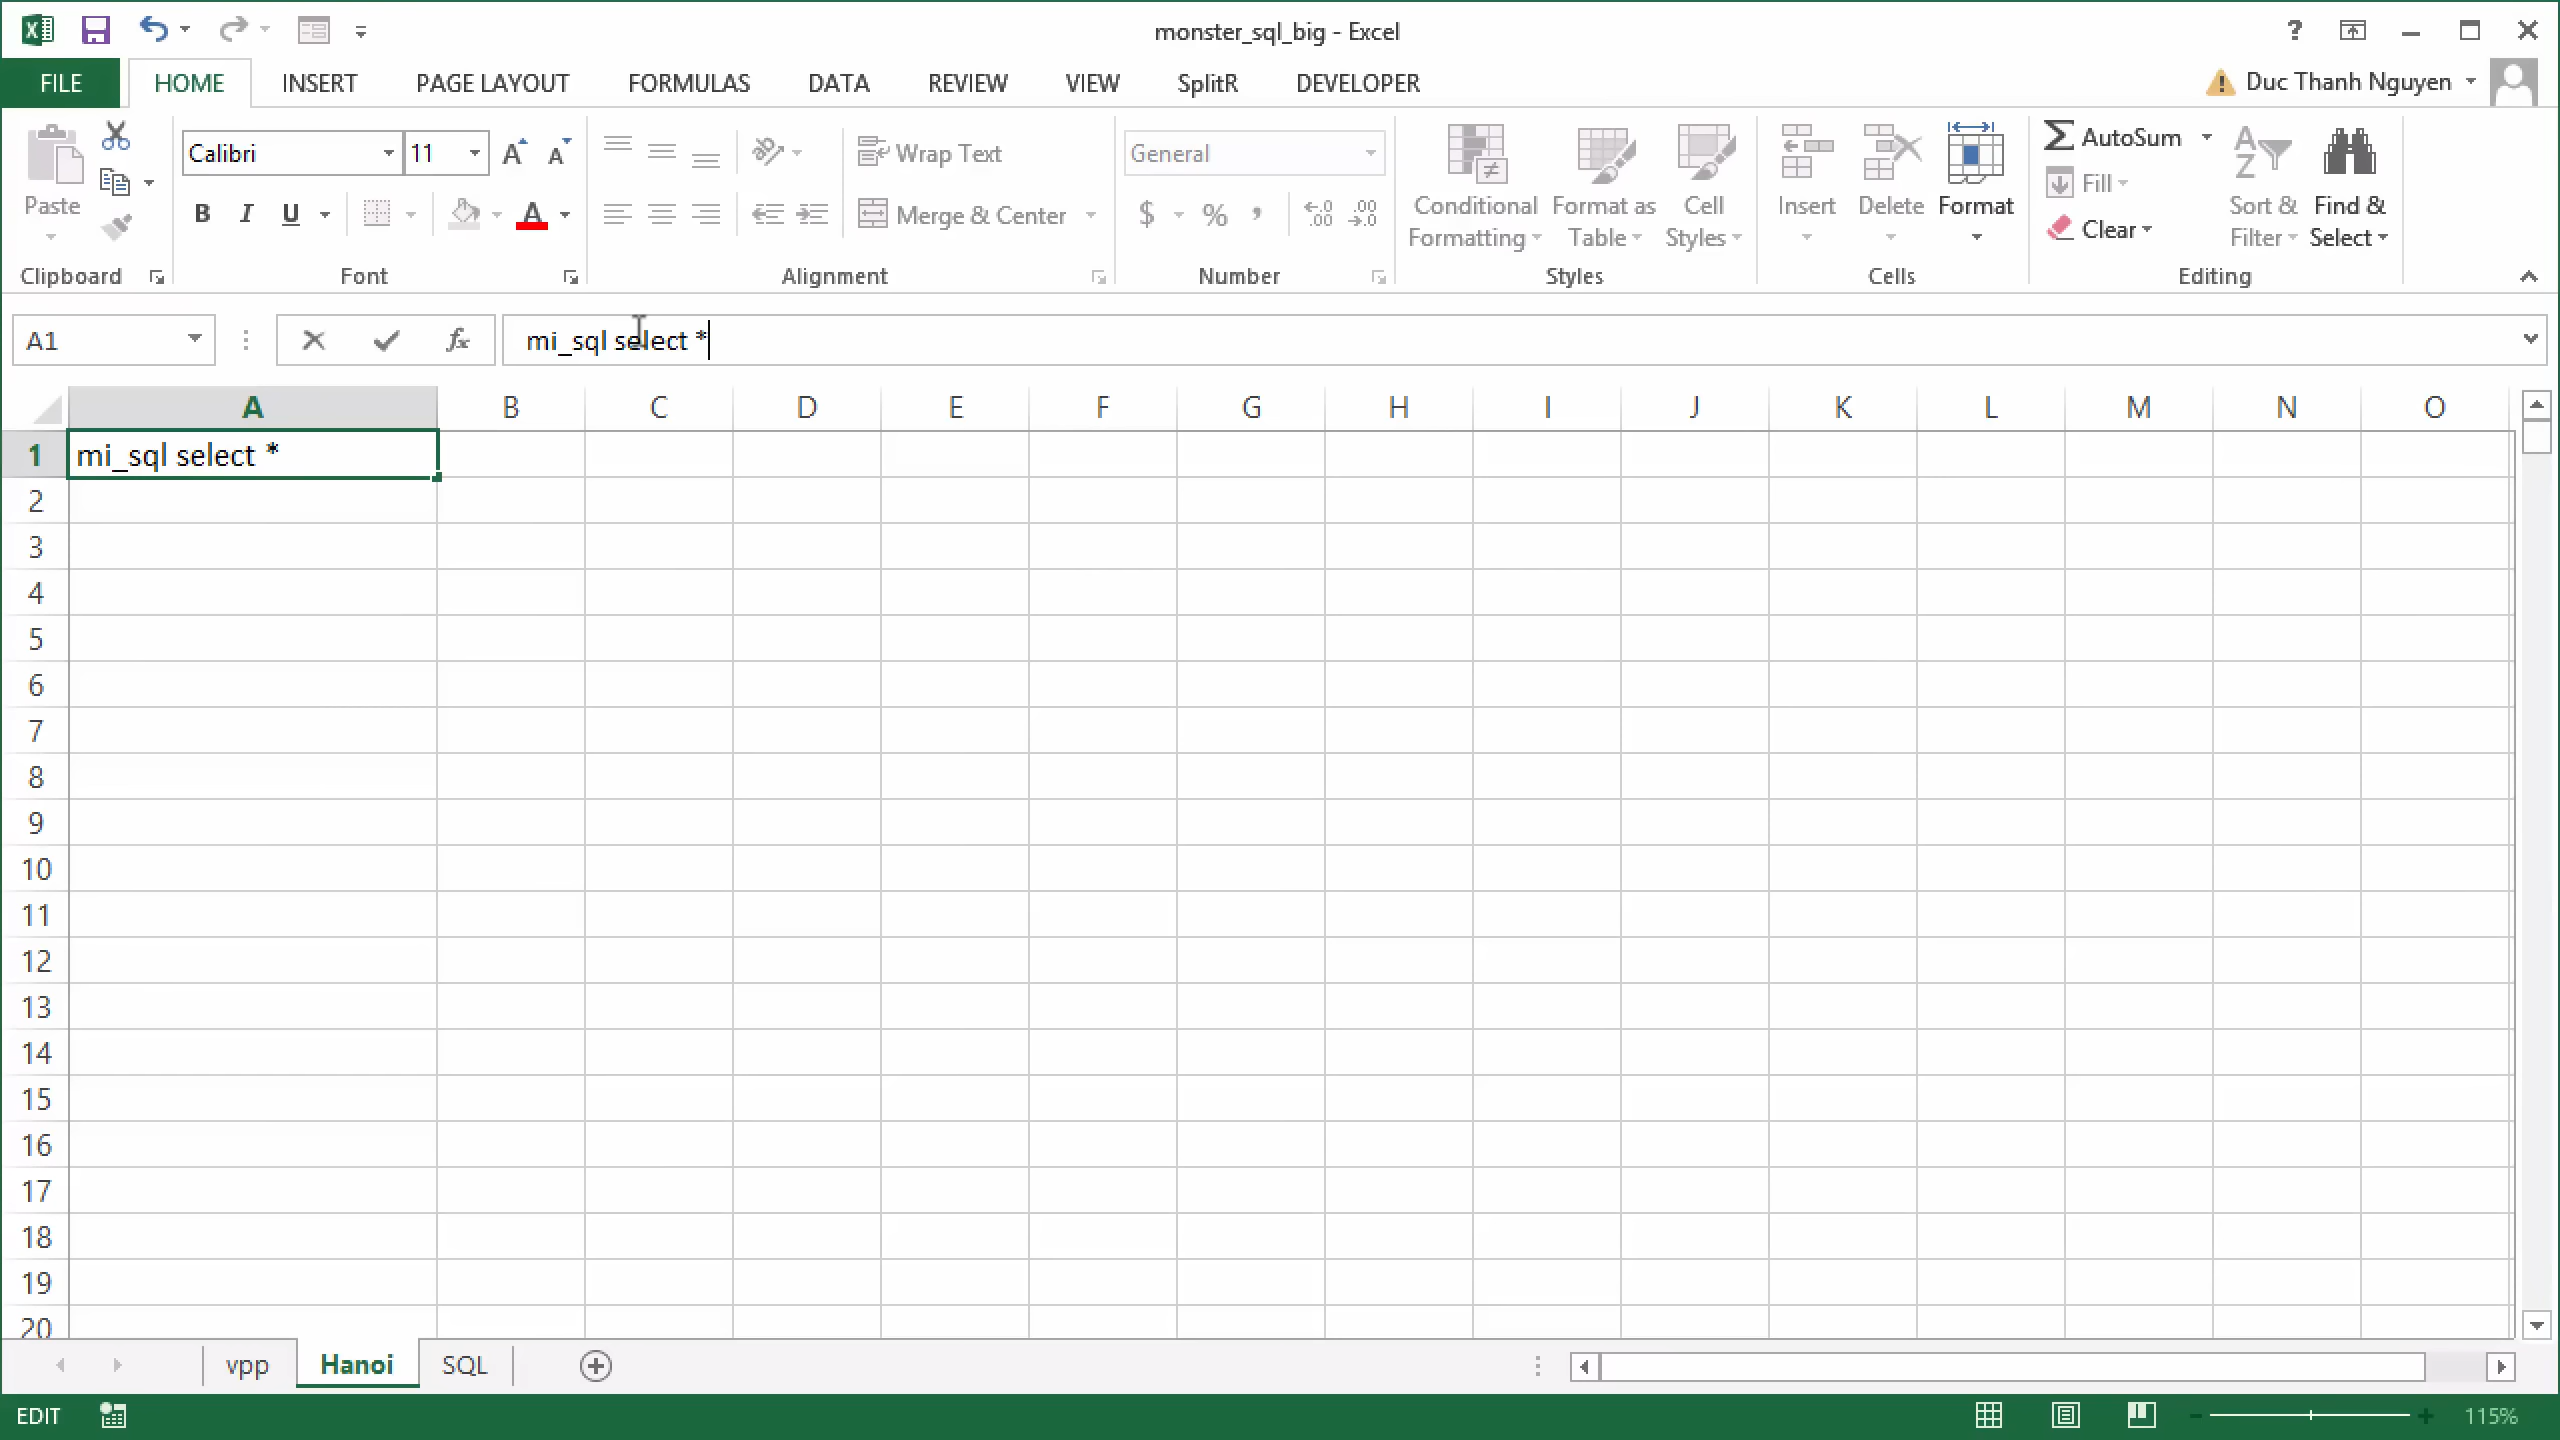 monster_sql_big - Excel
?
FILE HOME INSERT PAGE LAYOUT FORMULAS DATA REVIEW VIEW SplitR DEVELOPER
Duc Thanh Nguyen
Paste
Calibri 11
B I U A
Wrap Text
Merge & Center
General
$ % ,
Conditional Formatting
Format as Table
Cell Styles
Insert
Delete
Format
AutoSum
Fill
Clear
Sort & Filter
Find & Select
Clipboard Font Alignment Number Styles Cells Editing
A1 fx mi_sql select *
A B C D E F G H I J K L M N O
1 mi_sql select *
2
3
4
5
6
7
8
9
10
11
12
13
14
15
16
17
18
19
20
vpp Hanoi SQL
EDIT 115%